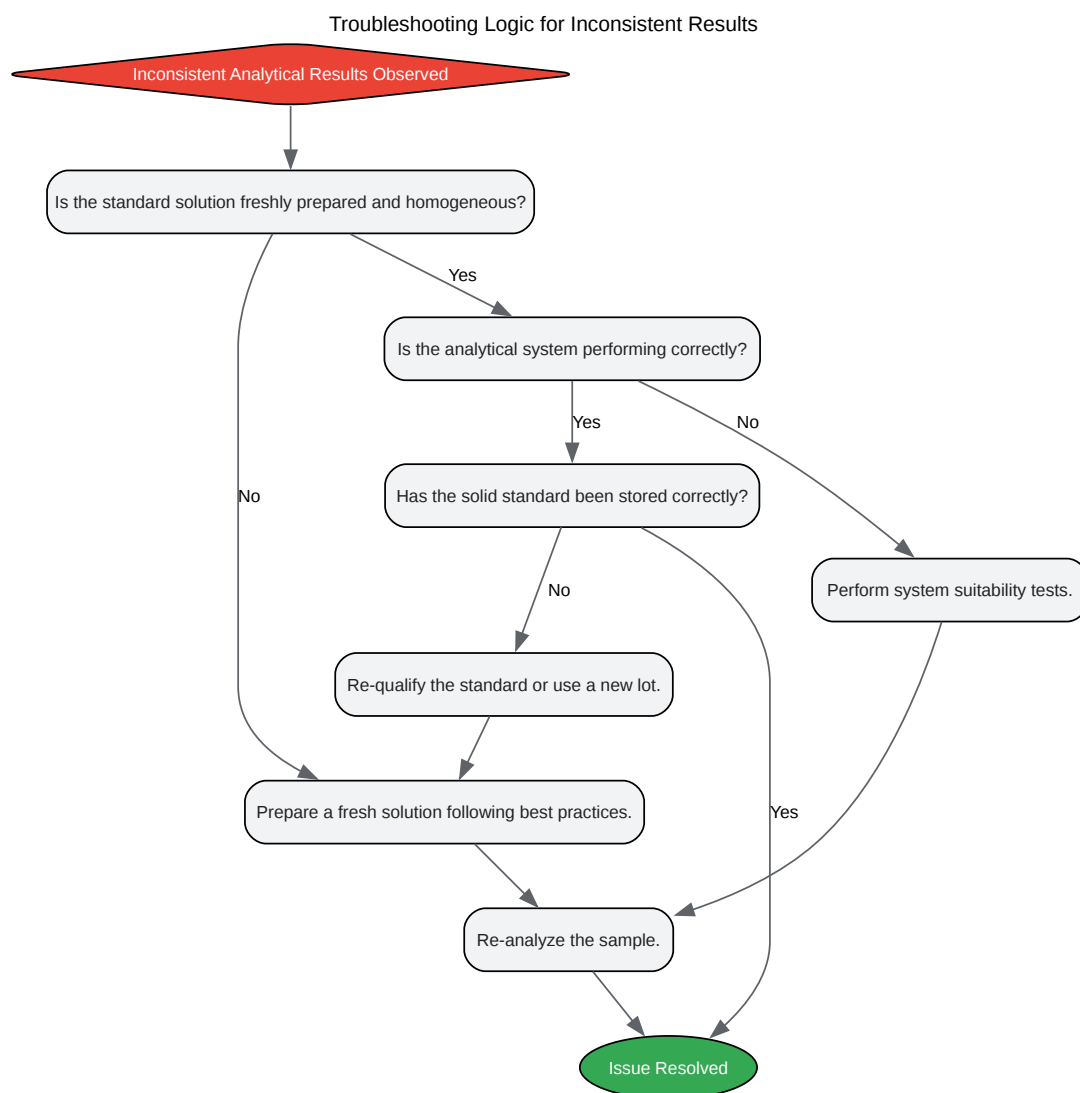 Troubleshooting Logic for Inconsistent Results
Inconsistent Analytical Results Observed
Is the standard solution freshly prepared and homogeneous?
Yes
Is the analytical system performing correctly?
Yes
No
Has the solid standard been stored correctly?
No
No
Perform system suitability tests.
Re-qualify the standard or use a new lot.
Prepare a fresh solution following best practices.
Yes
Re-analyze the sample.
Issue Resolved